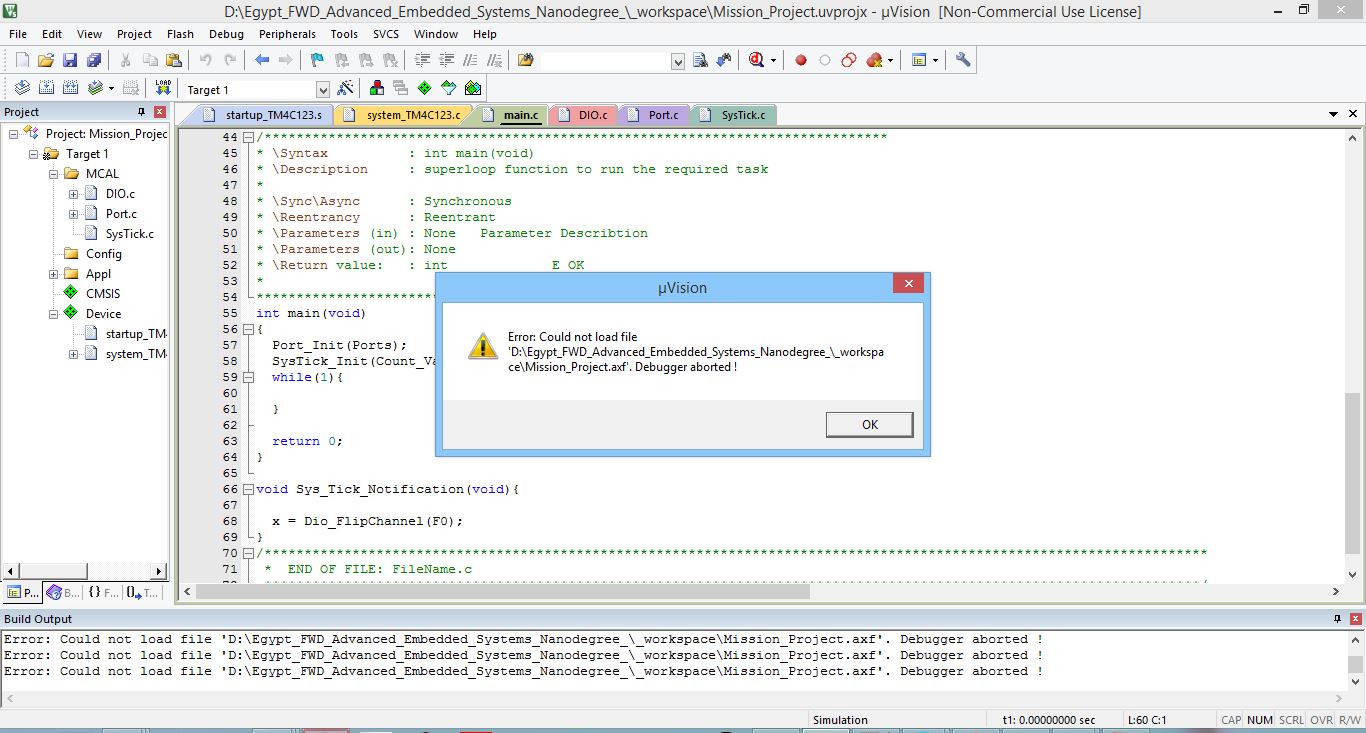 D:\Egypt_FWD_Advanced_Embedded_Systems_Nanodegree_\_workspace\Mission_Project.uvprojx - µVision  [Non-Commercial Use License]
File Edit View Project Flash Debug Peripherals Tools SVCS Window Help
LOAD
Target 1
Project
startup_TM4C123.s system_TM4C123.c main.c DIO.c Port.c SysTick.c
Project: Mission_Projec
Target 1
MCAL
DIO.c
Port.c
SysTick.c
Config
Appl
CMSIS
Device
startup_TM4
system_TM4
P... B... {} F... T...
44 /******************************************************************************
45 * \Syntax          : int main(void)
46 * \Description     : superloop function to run the required task
47 *
48 * \Sync\Async      : Synchronous
49 * \Reentrancy      : Reentrant
50 * \Parameters (in) : None   Parameter Describtion
51 * \Parameters (out): None
52 * \Return value:   : int             E_OK
53 *
54 ***********************
55 int main(void)
56 {
57   Port_Init(Ports);
58   SysTick_Init(Count_Va
59   while(1){
60
61   }
62
63   return 0;
64 }
65
66 void Sys_Tick_Notification(void){
67
68   x = Dio_FlipChannel(F0);
69 }
70 /**********************************************************************************************************************
71  *  END OF FILE: FileName.c
µVision
Error: Could not load file
'D:\Egypt_FWD_Advanced_Embedded_Systems_Nanodegree_\_workspa
ce\Mission_Project.axf'. Debugger aborted !
OK
Build Output
Error: Could not load file 'D:\Egypt_FWD_Advanced_Embedded_Systems_Nanodegree_\_workspace\Mission_Project.axf'. Debugger aborted !
Error: Could not load file 'D:\Egypt_FWD_Advanced_Embedded_Systems_Nanodegree_\_workspace\Mission_Project.axf'. Debugger aborted !
Error: Could not load file 'D:\Egypt_FWD_Advanced_Embedded_Systems_Nanodegree_\_workspace\Mission_Project.axf'. Debugger aborted !
Simulation t1: 0.00000000 sec L:60 C:1 CAP NUM SCRL OVR R/W